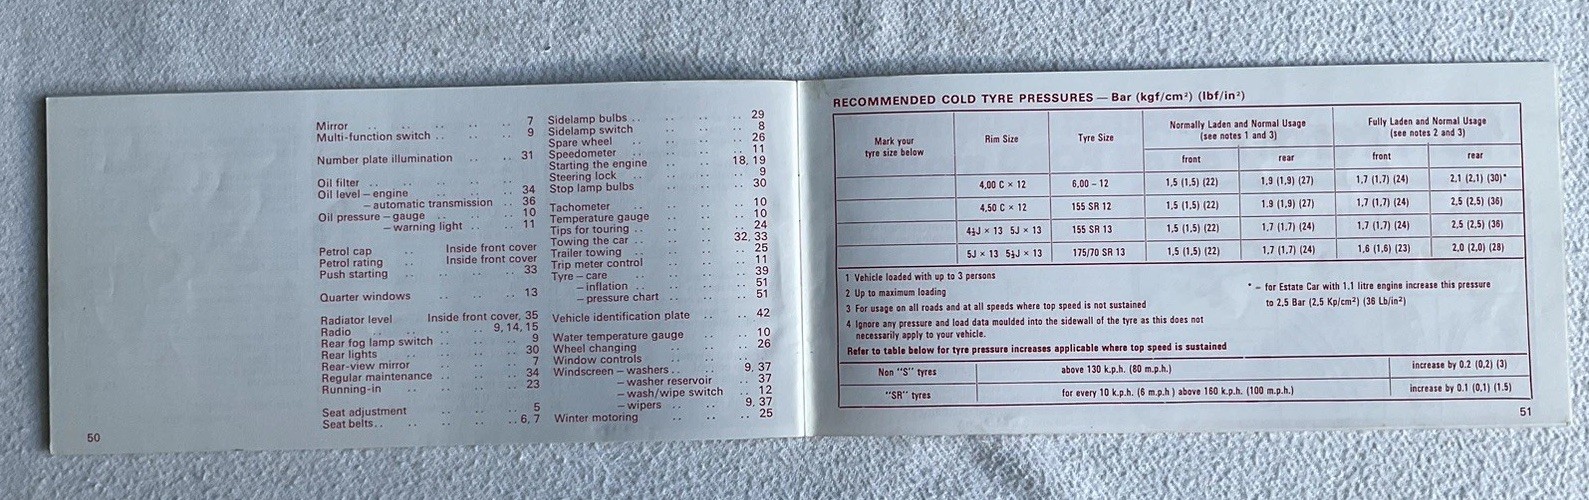 Mirror .. .. .. .. .. 7
Multi-function switch .. .. .. 9
Number plate illumination .. .. 31
Oil filter .. .. .. .. ..
Oil level – engine .. .. .. 34
– automatic transmission .. .. 36
Oil pressure – gauge .. .. .. 10
– warning light .. .. 11
Petrol cap .. Inside front cover
Petrol rating .. Inside front cover
Push starting .. .. .. .. 33
Quarter windows .. .. .. 13
Radiator level Inside front cover, 35
Radio .. .. .. .. 9, 14, 15
Rear fog lamp switch .. .. .. 9
Rear lights .. .. .. .. 30
Rear-view mirror .. .. .. 7
Regular maintenance .. .. .. 34
Running-in .. .. .. .. 23
Seat adjustment .. .. .. 5
Seat belts .. .. .. .. .. 6, 7
50
Sidelamp bulbs .. .. .. .. 29
Sidelamp switch .. .. .. 8
Spare wheel .. .. .. .. 26
Speedometer .. .. .. .. 11
Starting the engine .. .. 18, 19
Steering lock .. .. .. .. 9
Stop lamp bulbs .. .. .. 30
Tachometer .. .. .. .. 10
Temperature gauge .. .. .. 10
Tips for touring .. .. .. .. 24
Towing the car .. .. .. 32, 33
Trailer towing .. .. .. .. 25
Trip meter control .. .. .. 11
Tyre – care .. .. .. .. 39
– inflation .. .. .. .. 51
– pressure chart .. .. .. 51
Vehicle identification plate .. .. 42
Water temperature gauge .. .. 10
Wheel changing .. .. .. 26
Window controls .. .. ..
Windscreen – washers .. .. .. 9, 37
– washer reservoir .. 37
– wash/wipe switch .. 12
– wipers .. .. .. 9, 37
Winter motoring .. .. .. 25
RECOMMENDED COLD TYRE PRESSURES — Bar (kgf/cm²) (lbf/in²)
Mark your tyre size below Rim Size Tyre Size Normally Laden and Normal Usage (see notes 1 and 3) Fully Laden and Normal Usage (see notes 2 and 3)
front rear front rear
4,00 C × 12 6,00 – 12 1,5 (1,5) (22) 1,9 (1,9) (27) 1,7 (1,7) (24) 2,1 (2,1) (30)*
4,50 C × 12 155 SR 12 1,5 (1,5) (22) 1,9 (1,9) (27) 1,7 (1,7) (24) 2,5 (2,5) (36)
4½J × 13 5J × 13 155 SR 13 1,5 (1,5) (22) 1,7 (1,7) (24) 1,7 (1,7) (24) 2,5 (2,5) (36)
5J × 13 5½J × 13 175/70 SR 13 1,5 (1,5) (22) 1,7 (1,7) (24) 1,6 (1,6) (23) 2,0 (2,0) (28)
1 Vehicle loaded with up to 3 persons
2 Up to maximum loading
3 For usage on all roads and at all speeds where top speed is not sustained
4 Ignore any pressure and load data moulded into the sidewall of the tyre as this does not
necessarily apply to your vehicle.
* – for Estate Car with 1.1 litre engine increase this pressure
to 2,5 Bar (2,5 Kp/cm²) (36 Lb/in²)
Refer to table below for tyre pressure increases applicable where top speed is sustained
Non "S" tyres above 130 k.p.h. (80 m.p.h.) increase by 0.2 (0,2) (3)
"SR" tyres for every 10 k.p.h. (6 m.p.h) above 160 k.p.h. (100 m.p.h.) increase by 0.1 (0,1) (1.5)
51